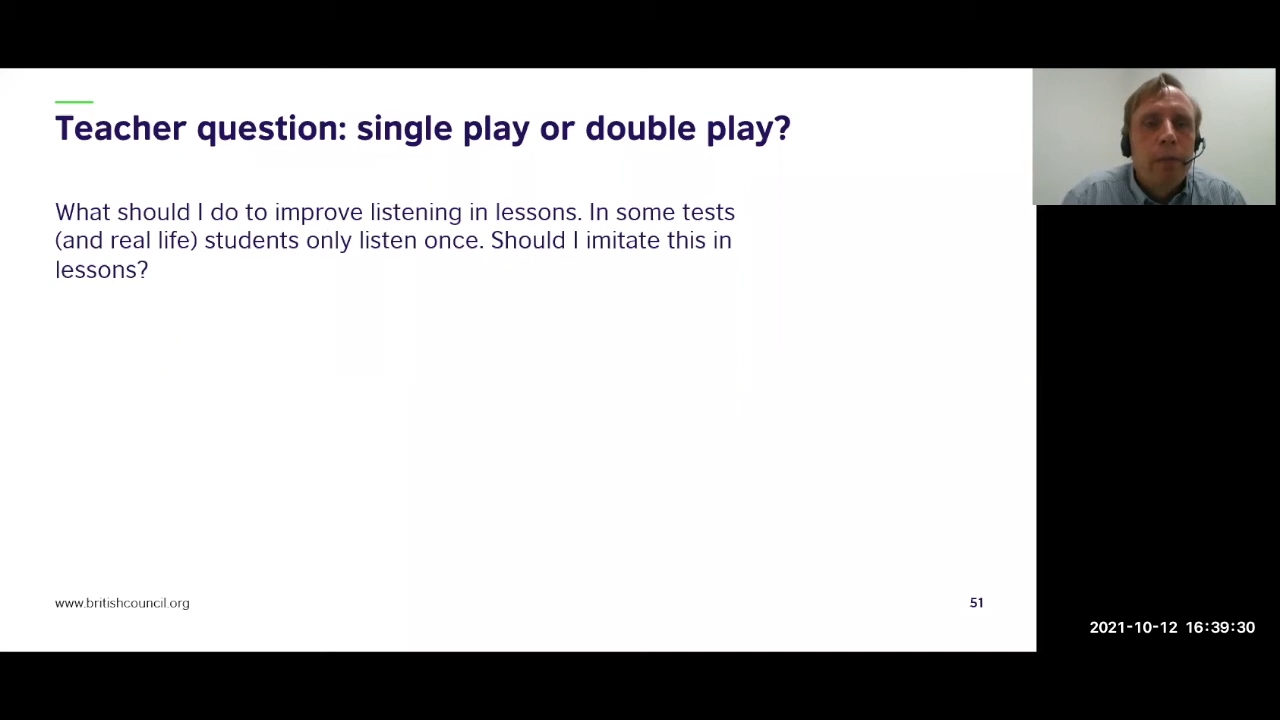 Teacher question: single play or double play?
What should I do to improve listening in lessons. In some tests
(and real life) students only listen once. Should I imitate this in
lessons?
www.britishcouncil.org
51
2021-10-12 16:39:30